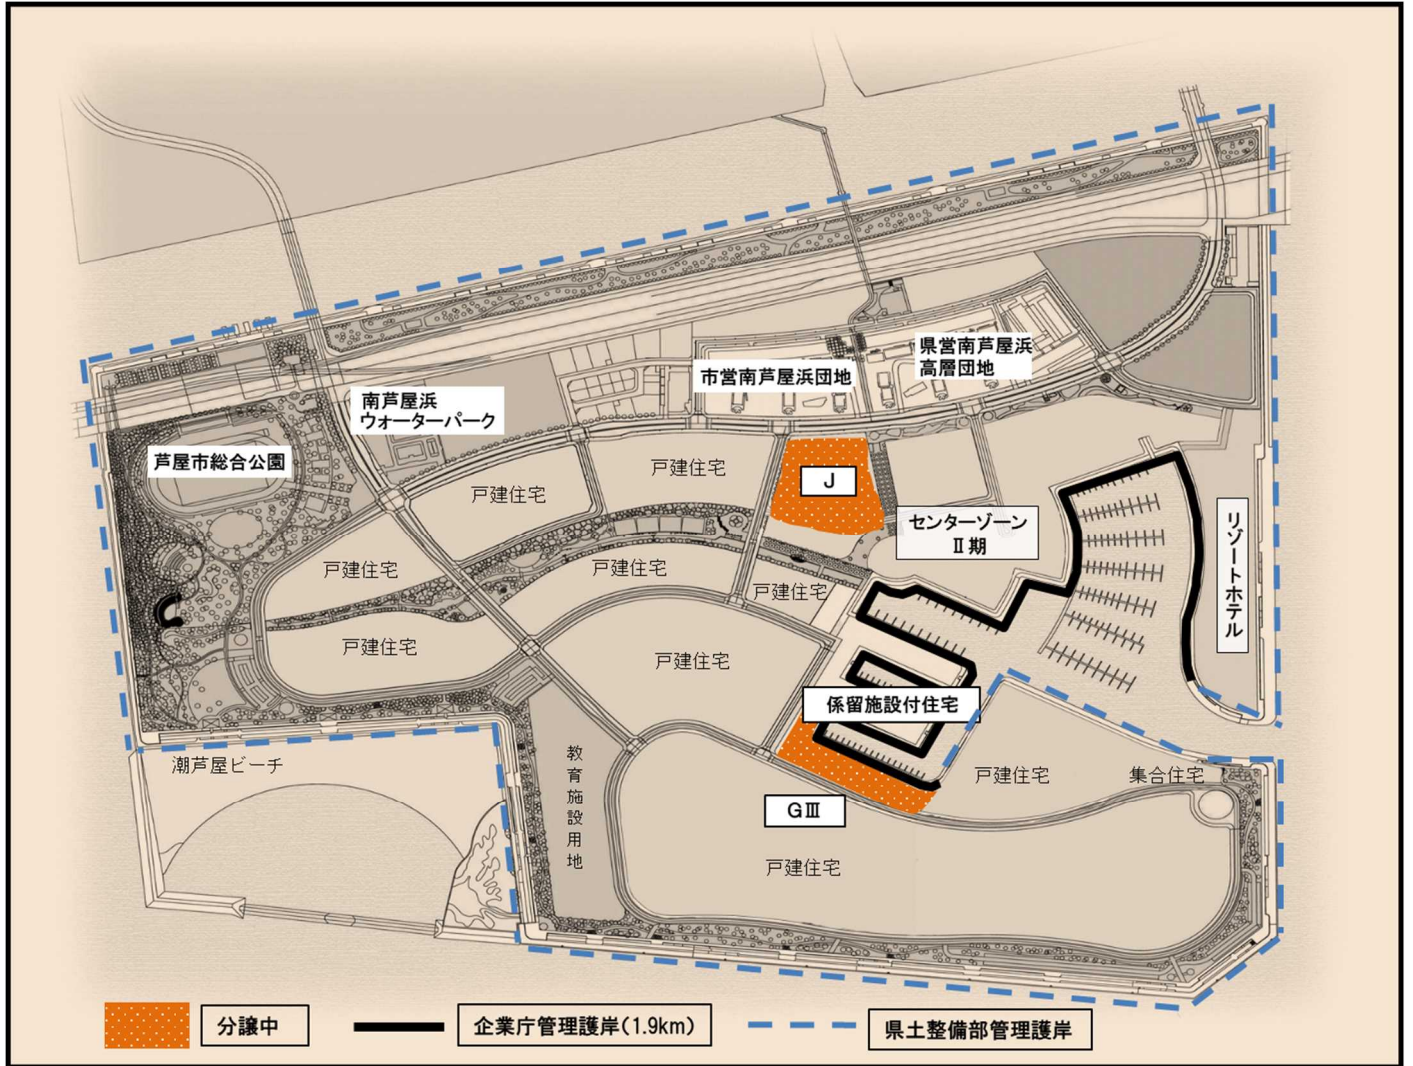 県営南芦屋浜
高層団地
市営南芦屋浜団地
南芦屋浜
ウォーターパーク
芦屋市総合公園
戸建住宅
戸建住宅
J
センターゾーン
Ⅱ期
リゾートホテル
戸建住宅
戸建住宅
戸建住宅
戸建住宅
戸建住宅
係留施設付住宅
潮芦屋ビーチ
教育施設用地
戸建住宅
集合住宅
GⅢ
戸建住宅
分譲中
企業庁管理護岸(1.9km)
県土整備部管理護岸